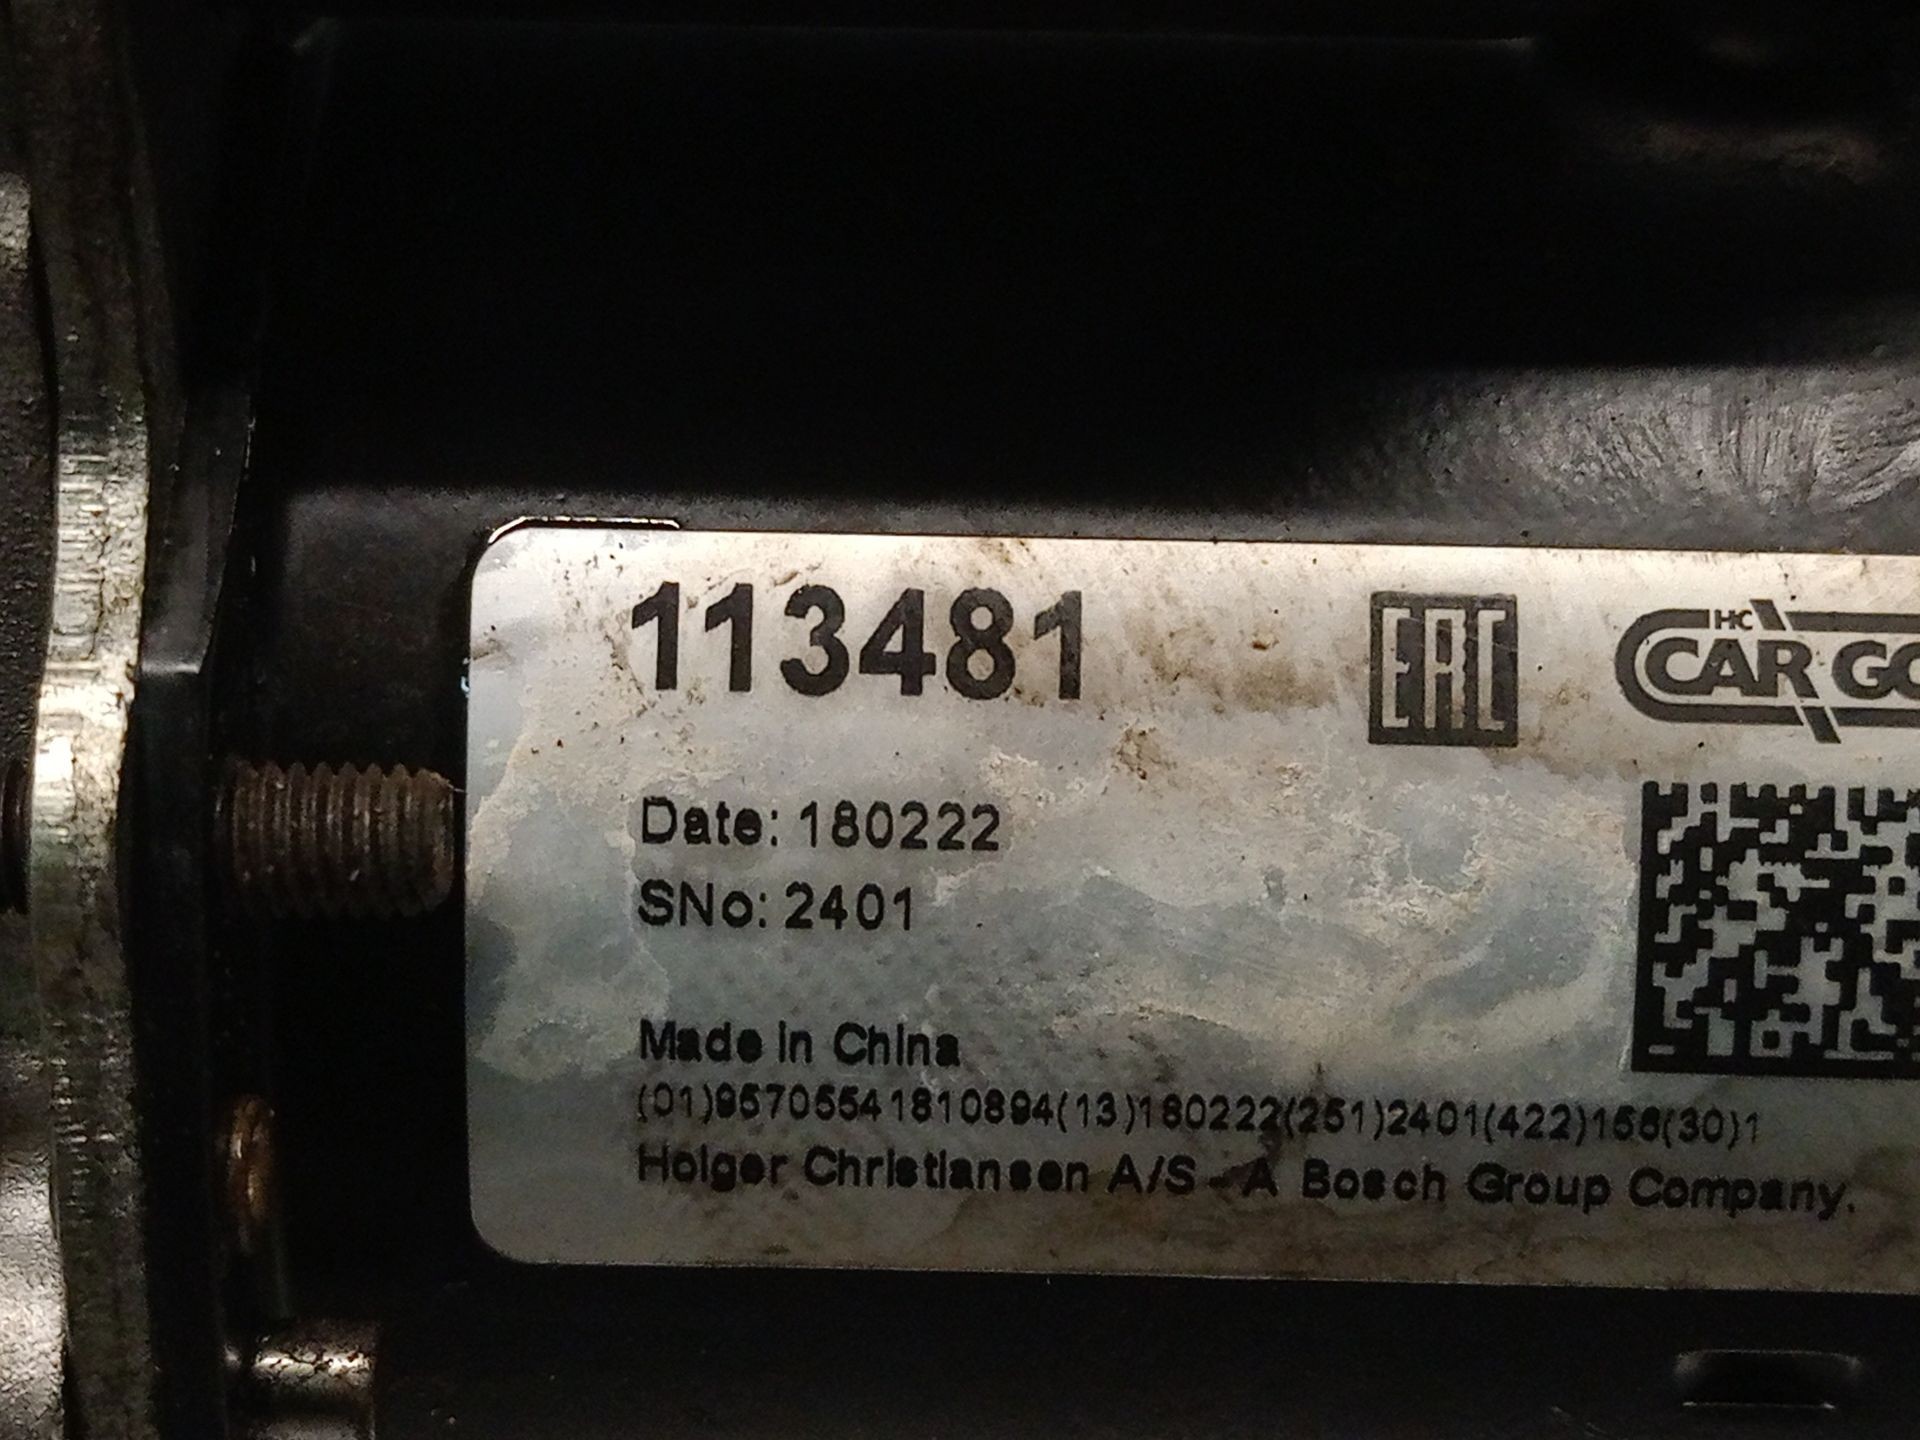 113481
EAC
HC
CAR GO
Date: 180222
SNo: 2401
Made in China
(01)95705541810894(13)180222(251)2401(422)156(30)1
Holger Christiansen A/S - A Bosch Group Company.